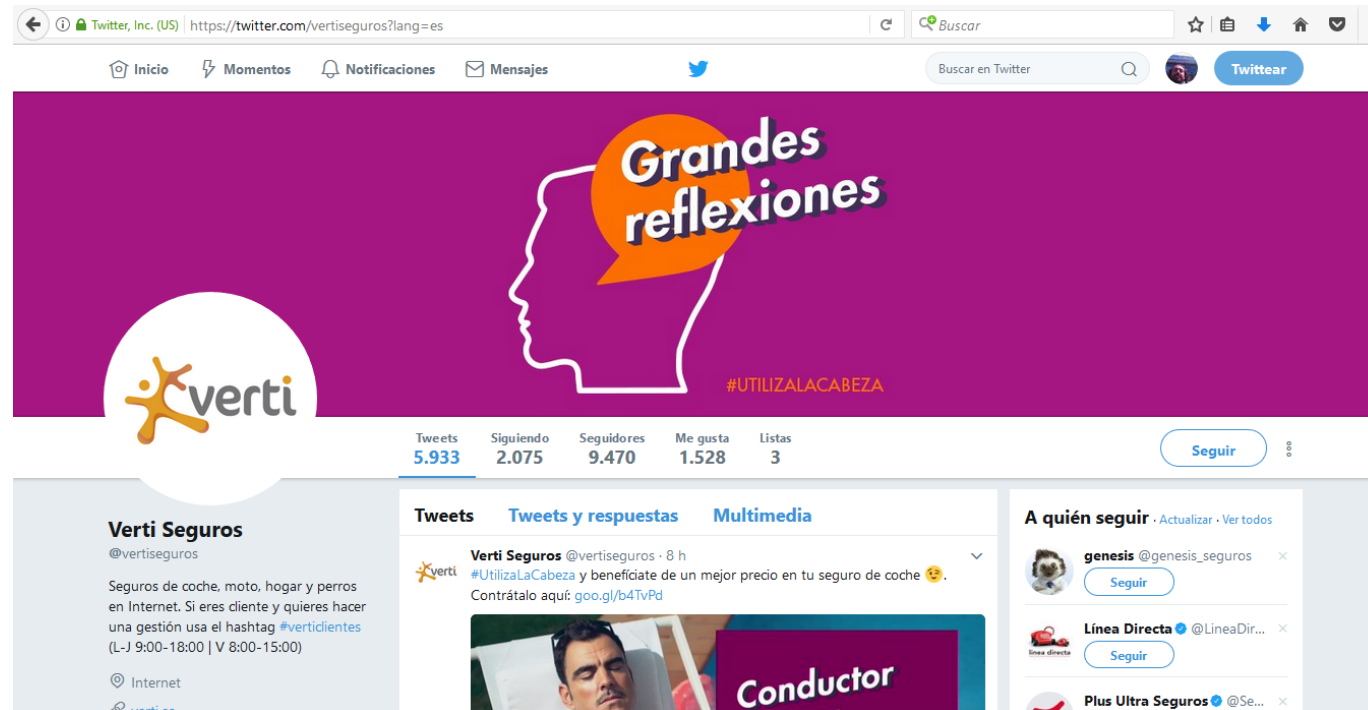 Twitter, Inc. (US) https://twitter.com/vertiseguros?lang=es
Buscar
Inicio Momentos Notificaciones Mensajes
Buscar en Twitter
Twittear
Grandes
reflexiones
#UTILIZALACABEZA
verti
Tweets Siguiendo Seguidores Me gusta Listas
5.933 2.075 9.470 1.528 3
Seguir
Verti Seguros
@vertiseguros
Seguros de coche, moto, hogar y perros
en Internet. Si eres cliente y quieres hacer
una gestión usa el hashtag #verticlientes
(L-J 9:00-18:00 | V 8:00-15:00)
Internet
verti.es
Tweets Tweets y respuestas Multimedia
verti
Verti Seguros @vertiseguros · 8 h
#UtilizaLaCabeza y benefíciate de un mejor precio en tu seguro de coche 😉.
Contrátalo aquí: goo.gl/b4TvPd
Conductor
A quién seguir · Actualizar · Ver todos
genesis @genesis_seguros
Seguir
Línea Directa @LineaDir...
linea directa
Seguir
Plus Ultra Seguros @Se...